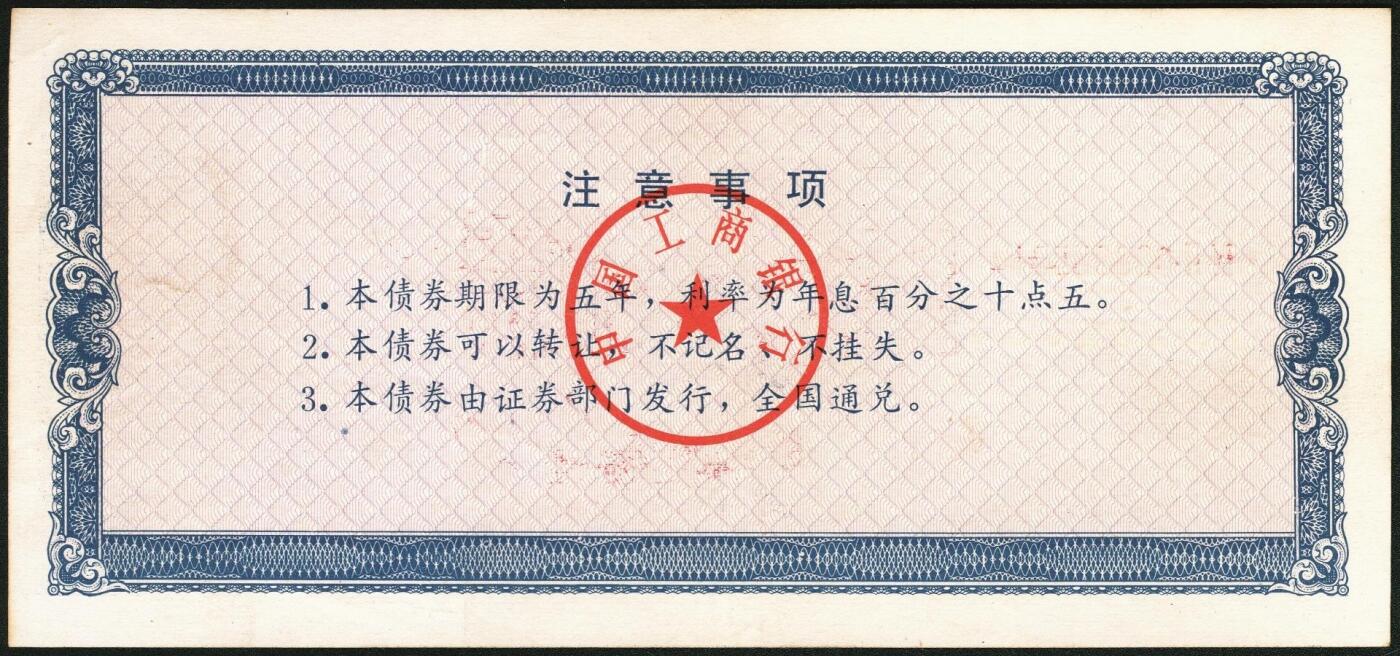 注意事项
中国工商银行
1.本债券期限为五年，利率为年息百分之十点五。
2.本债券可以转让，不记名、不挂失。
3.本债券由证券部门发行，全国通兑。